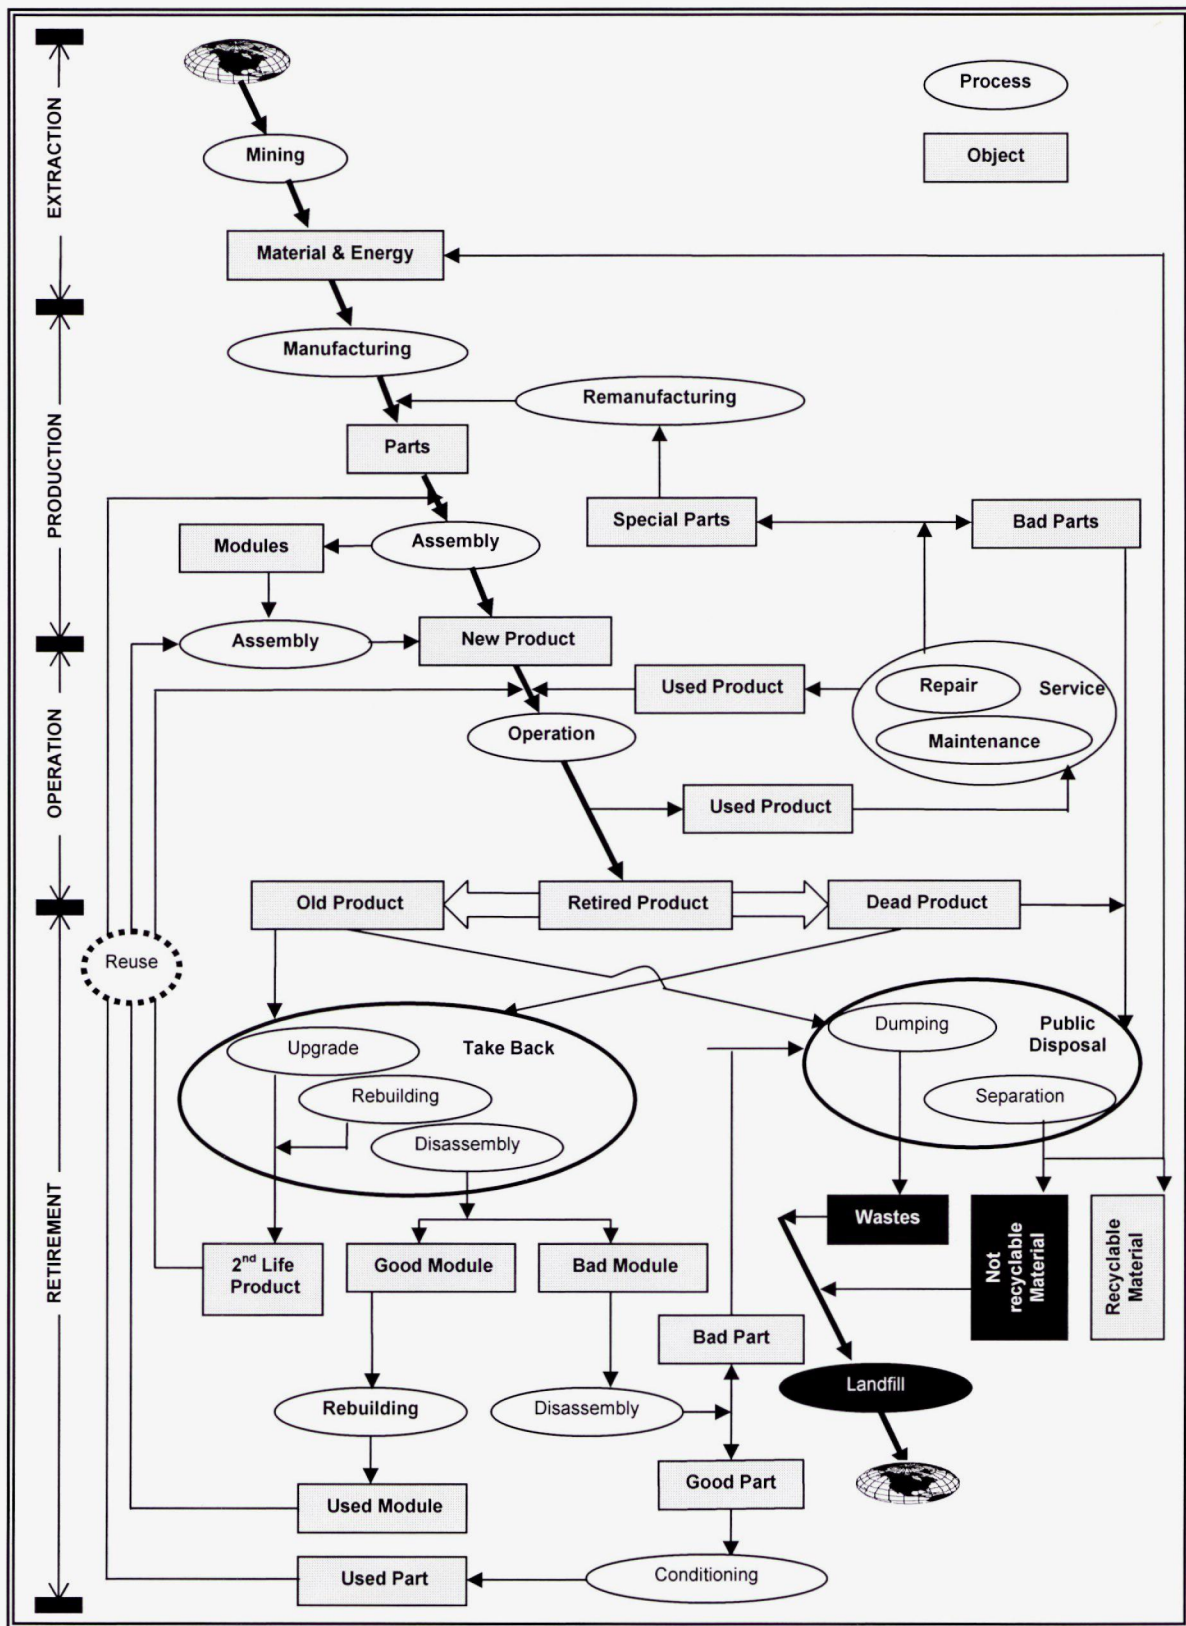 Process
Object
EXTRACTION
Mining
Material & Energy
PRODUCTION
Manufacturing
Remanufacturing
Parts
Special Parts
Bad Parts
Modules
Assembly
Assembly
New Product
OPERATION
Used Product
Repair
Service
Maintenance
Operation
Used Product
Old Product
Retired Product
Dead Product
RETIREMENT
Reuse
Upgrade
Take Back
Rebuilding
Disassembly
Dumping
Public
Disposal
Separation
Wastes
Not
recyclable
Material
Recyclable
Material
2nd Life
Product
Good Module
Bad Module
Bad Part
Landfill
Rebuilding
Disassembly
Good Part
Used Module
Used Part
Conditioning